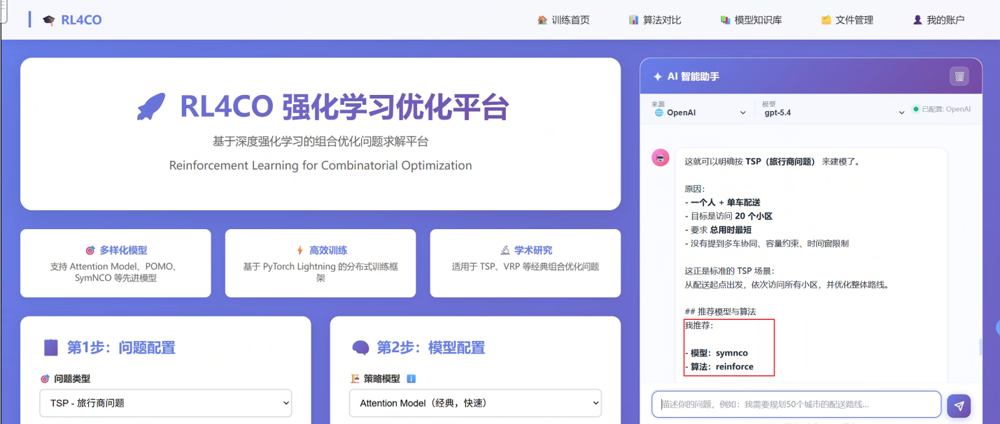 RL4CO
训练首页
算法对比
模型知识库
文件管理
我的账户
RL4CO 强化学习优化平台
基于深度强化学习的组合优化问题求解平台
Reinforcement Learning for Combinatorial Optimization
多样化模型
支持 Attention Model、POMO、
SymNCO 等先进模型
高效训练
基于 PyTorch Lightning 的分布式训练框
架
学术研究
适用于 TSP、VRP 等经典组合优化问题
第1步：问题配置
问题类型
TSP - 旅行商问题
第2步：模型配置
策略模型
Attention Model（经典，快速）
AI 智能助手
来源
OpenAI
模型
gpt-5.4
已配置: OpenAI
这就可以明确按 TSP（旅行商问题） 来建模了。
原因：
- 一个人 + 单车配送
- 目标是访问 20 个小区
- 要求 总用时最短
- 没有提到多车协同、容量约束、时间窗限制
这正是标准的 TSP 场景：
从配送起点出发，依次访问所有小区，并优化整体路线。
## 推荐模型与算法
我推荐：
- 模型：symnco
- 算法：reinforce
描述你的问题，例如：我需要规划50个城市的配送路线...